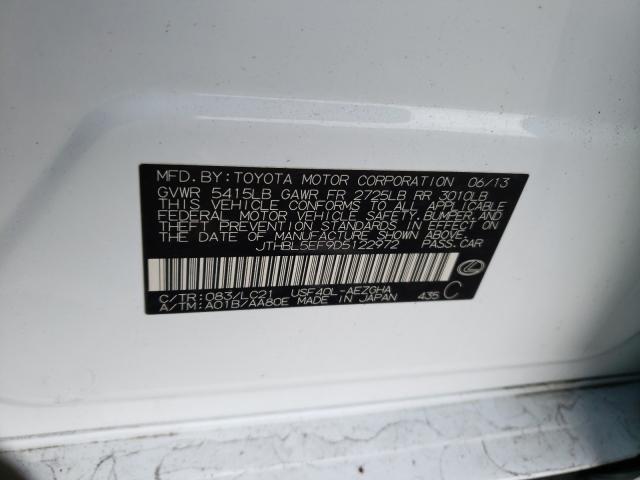 MFD. BY: TOYOTA MOTOR CORPORATION 06/13
GVWR 5415LB GAWR FR 2725LB RR 3010LB
THIS VEHICLE CONFORMS TO ALL APPLICABLE
FEDERAL MOTOR VEHICLE SAFETY, BUMPER, AND
THEFT PREVENTION STANDARDS IN EFFECT ON
THE DATE OF MANUFACTURE SHOWN ABOVE.
JTHBL5EF9D5122972 PASS.CAR
C/TR: 083/LC21 USF40L-AEZGHA
A/TM: A01B/AA80E MADE IN JAPAN 435 C